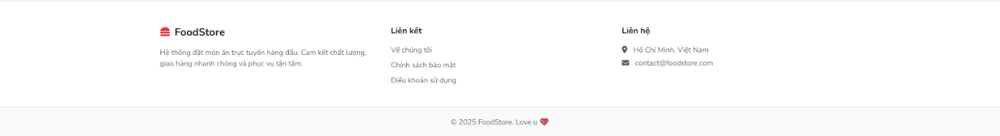 FoodStore
Hệ thống đặt món ăn trực tuyến hàng đầu. Cam kết chất lượng,
giao hàng nhanh chóng và phục vụ tận tâm.
Liên kết
Về chúng tôi
Chính sách bảo mật
Điều khoản sử dụng
Liên hệ
Hồ Chí Minh, Việt Nam
contact@foodstore.com
© 2025 FoodStore. Love u ❤️